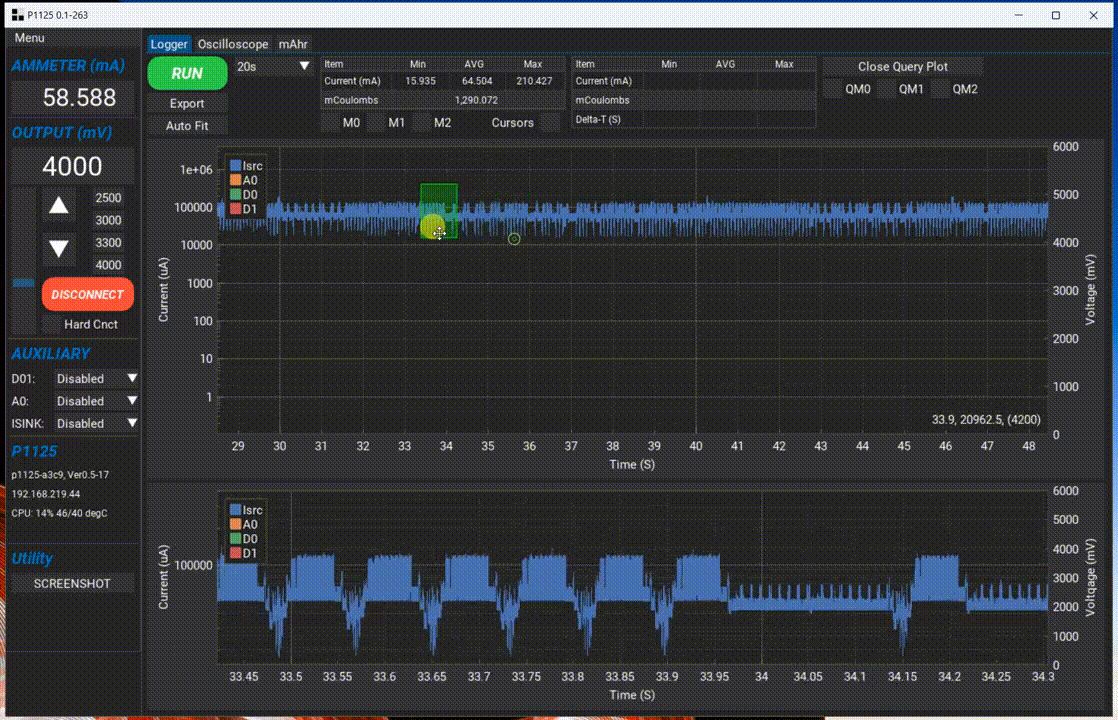 P1125 0.1-263
Menu
AMMETER (mA)
58.588
OUTPUT (mV)
4000
2500
3000
3300
4000
DISCONNECT
Hard Cnct
AUXILIARY
D01: Disabled
A0: Disabled
ISINK: Disabled
P1125
p1125-a3c9, Ver0.5-17
192.168.219.44
CPU: 14% 46/40 degC
Utility
SCREENSHOT
Logger Oscilloscope mAhr
RUN 20s
Export
Auto Fit
Item Min AVG Max
Current (mA) 15.935 64.504 210.427
mCoulombs 1,290.072
M0 M1 M2 Cursors
Item Min AVG Max
Current (mA)
mCoulombs
Delta-T (S)
Close Query Plot
QM0 QM1 QM2
Isrc
A0
D0
D1
Current (uA)
1e+06
100000
10000
1000
100
10
1
6000
5000
4000
3000
2000
1000
0
Voltage (mV)
33.9, 20962.5, (4200)
29 30 31 32 33 34 35 36 37 38 39 40 41 42 43 44 45 46 47 48
Time (S)
Isrc
A0
D0
D1
Current (uA)
100000
6000
5000
4000
3000
2000
1000
0
Voltqage (mV)
33.45 33.5 33.55 33.6 33.65 33.7 33.75 33.8 33.85 33.9 33.95 34 34.05 34.1 34.15 34.2 34.25 34.3
Time (S)